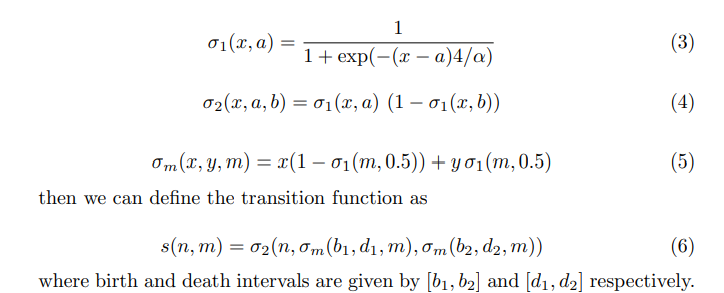 σ₁(x, a) = 1 / (1 + exp(−(x − a)4/α)) (3)
σ₂(x, a, b) = σ₁(x, a) (1 − σ₁(x, b)) (4)
σₘ(x, y, m) = x(1 − σ₁(m, 0.5)) + y σ₁(m, 0.5) (5)
then we can define the transition function as
s(n, m) = σ₂(n, σₘ(b₁, d₁, m), σₘ(b₂, d₂, m)) (6)
where birth and death intervals are given by [b₁, b₂] and [d₁, d₂] respectively.